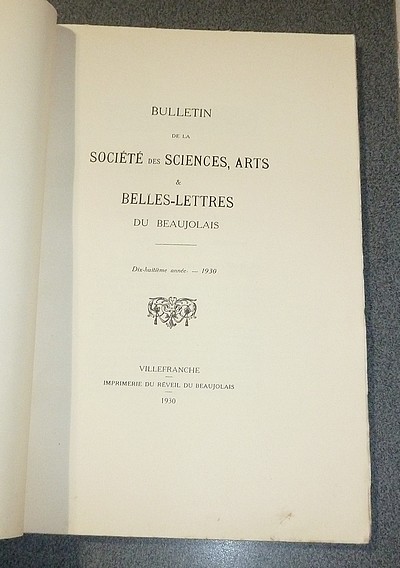 BULLETIN
DE LA
SOCIÉTÉ DES SCIENCES, ARTS
&
BELLES-LETTRES
DU BEAUJOLAIS
Dix-huitième année — 1930
VILLEFRANCHE
IMPRIMERIE DU RÉVEIL DU BEAUJOLAIS
1930